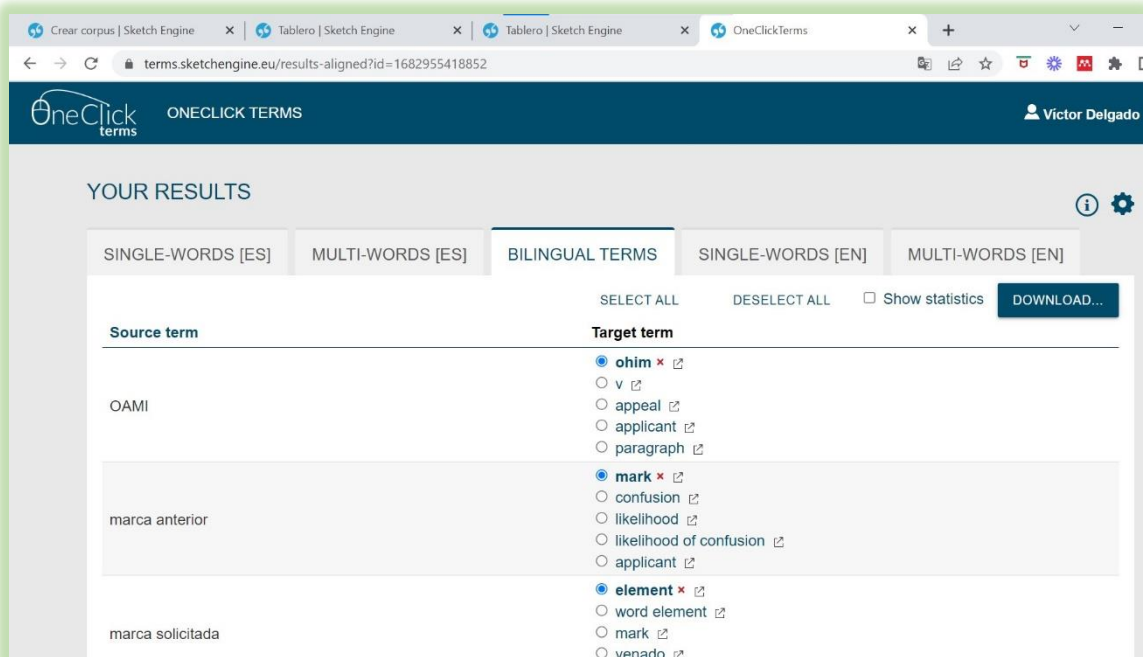 Crear corpus | Sketch Engine
Tablero | Sketch Engine
Tablero | Sketch Engine
OneClickTerms
terms.sketchengine.eu/results-aligned?id=1682955418852
OneClick terms
ONECLICK TERMS
Víctor Delgado
YOUR RESULTS
SINGLE-WORDS [ES]
MULTI-WORDS [ES]
BILINGUAL TERMS
SINGLE-WORDS [EN]
MULTI-WORDS [EN]
SELECT ALL
DESELECT ALL
Show statistics
DOWNLOAD...
Source term
Target term
OAMI
ohim
v
appeal
applicant
paragraph
marca anterior
mark
confusion
likelihood
likelihood of confusion
applicant
marca solicitada
element
word element
mark
venado